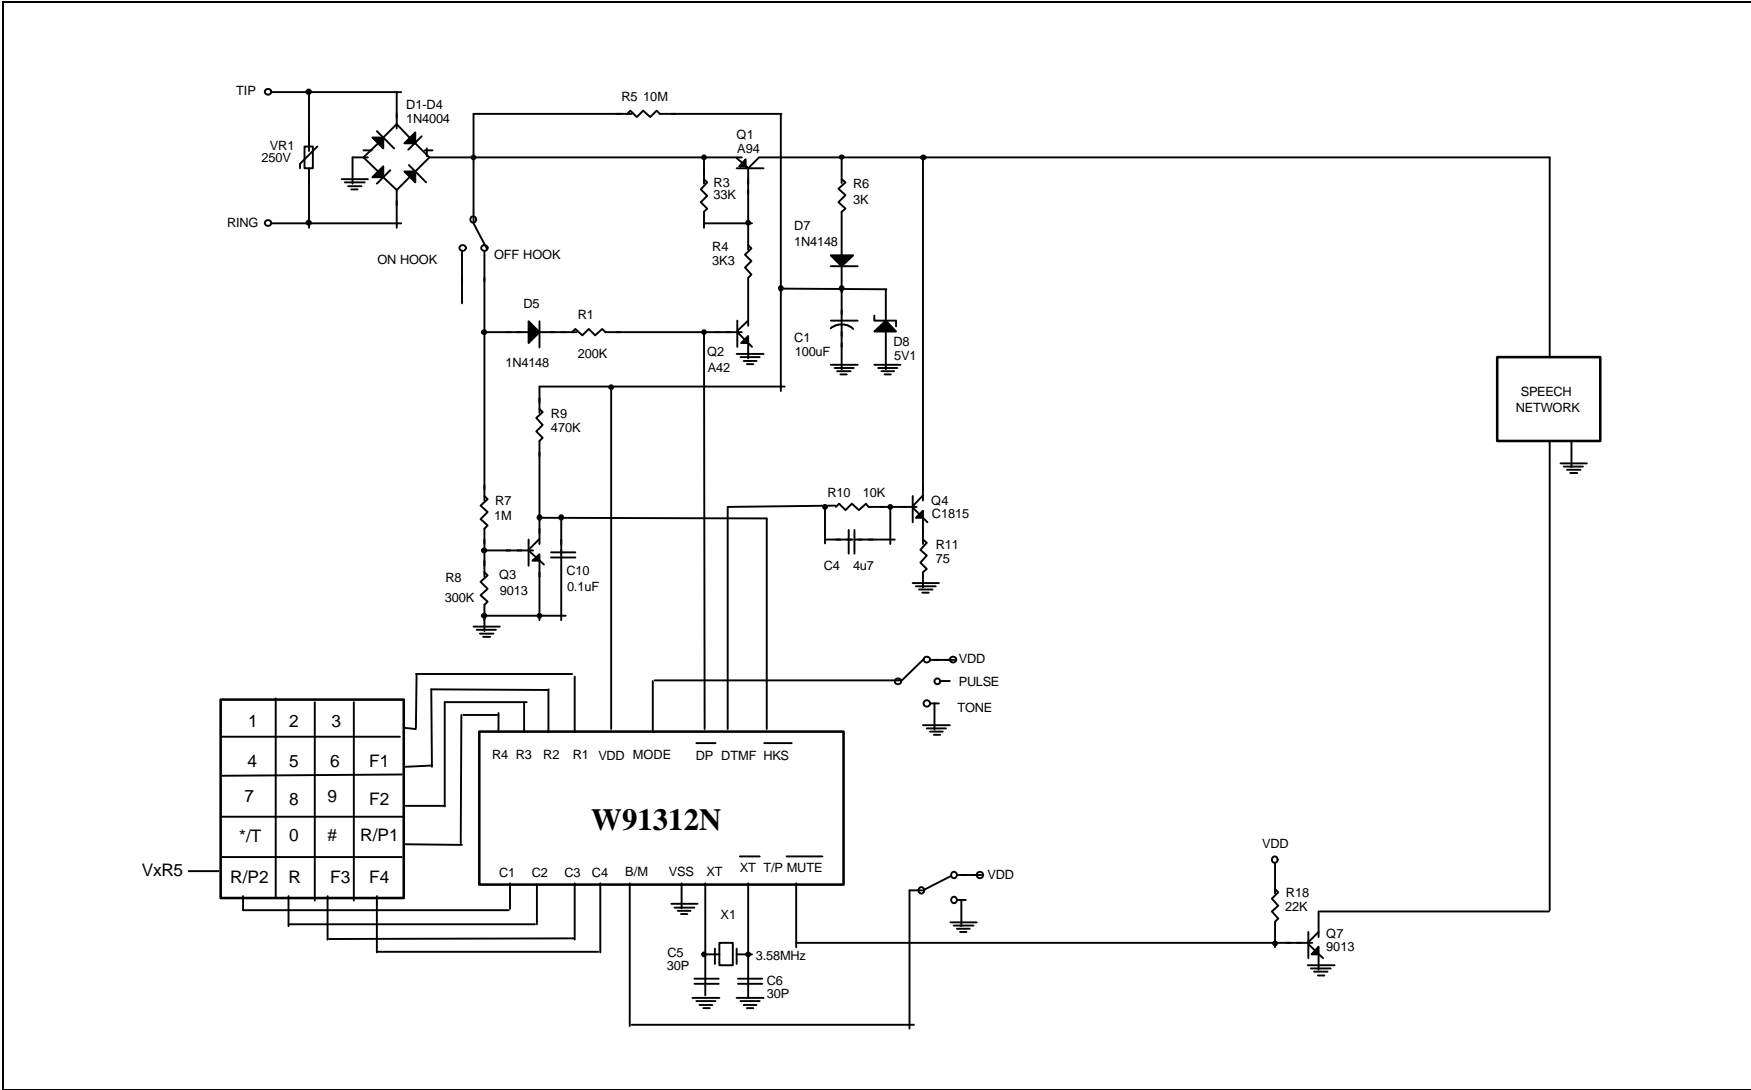 TIP
D1-D4
1N4004
VR1
250V
RING
R5 10M
Q1
A94
R3
33K
R6
3K
D7
1N4148
R4
3K3
ON HOOK
OFF HOOK
D5
1N4148
R1
200K
Q2
A42
C1
100uF
D8
5V1
SPEECH
NETWORK
R9
470K
R7
1M
R10 10K
Q4
C1815
C4 4u7
R11
75
R8
300K
Q3
9013
C10
0.1uF
VDD
PULSE
TONE
1 2 3
4 5 6 F1
7 8 9 F2
*/T 0 # R/P1
VxR5
R/P2 R F3 F4
R4 R3 R2 R1 VDD MODE DP DTMF HKS
W91312N
C1 C2 C3 C4 B/M VSS XT XT T/P MUTE
VDD
VDD
R18
22K
Q7
9013
X1
C5
30P
3.58MHz
C6
30P